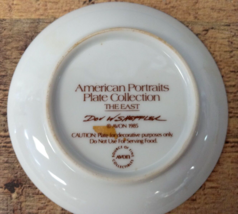 American Portraits
Plate Collection
THE EAST
© AVON 1985
CAUTION: Plate for decorative purposes only.
Do Not Use For Serving Food.
AVON